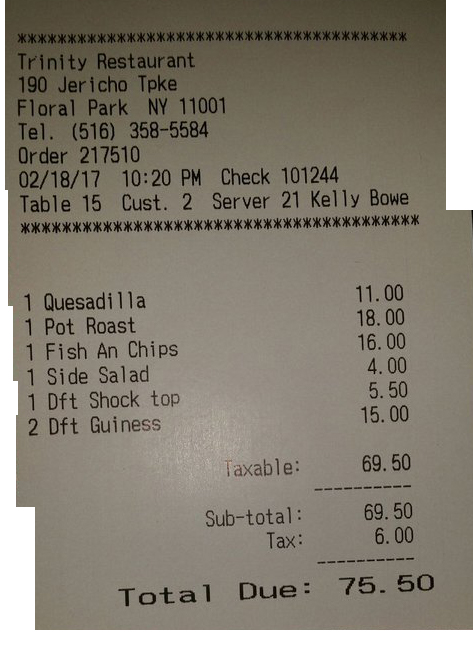 ***************************************
Trinity Restaurant
190 Jericho Tpke
Floral Park NY 11001
Tel. (516) 358-5584
Order 217510
02/18/17 10:20 PM Check 101244
Table 15 Cust. 2 Server 21 Kelly Bowe
***************************************
1 Quesadilla 11.00
1 Pot Roast 18.00
1 Fish An Chips 16.00
1 Side Salad 4.00
1 Dft Shock top 5.50
2 Dft Guiness 15.00
Taxable: 69.50
----------
Sub-total: 69.50
Tax: 6.00
----------
Total Due: 75.50